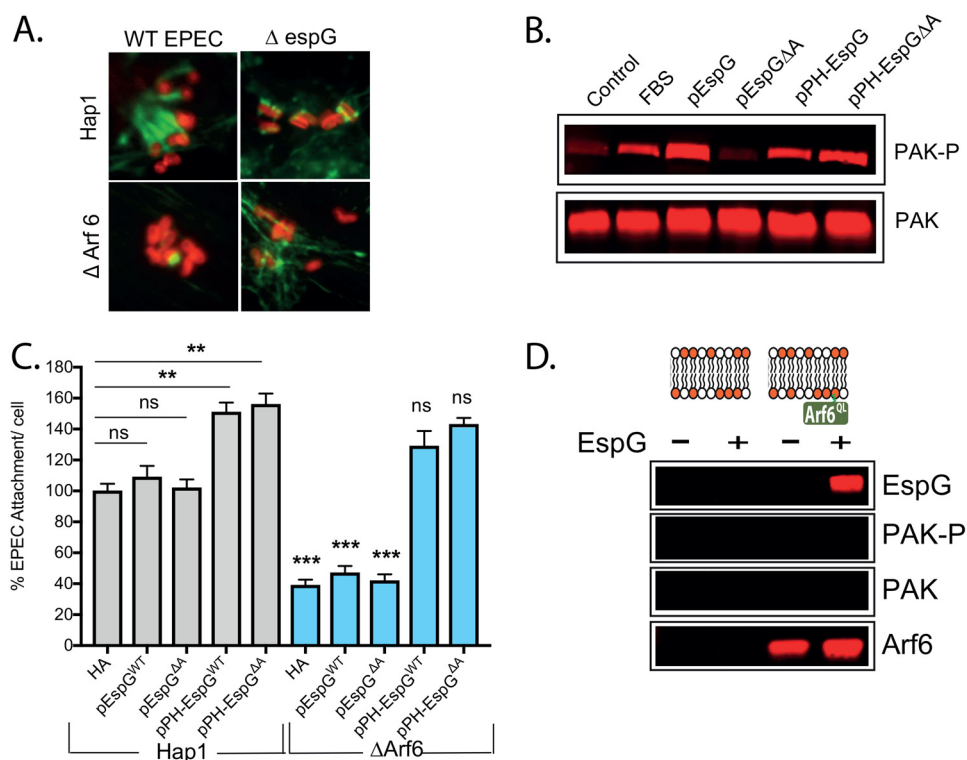 A.
WT EPEC
Δ espG
Hap1
Δ Arf 6
B.
Control
FBS
pEspG
pEspGΔA
pPH-EspG
pPH-EspGΔA
PAK-P
PAK
C.
% EPEC Attachment/ cell
180
160
140
120
100
80
60
40
20
0
**
**
ns
ns
***
***
***
ns
ns
HA
pEspGWT
pEspGΔA
pPH-EspGWT
pPH-EspGΔA
HA
pEspGWT
pEspGΔA
pPH-EspGWT
pPH-EspGΔA
Hap1
ΔArf6
D.
Arf6QL
EspG − + − +
EspG
PAK-P
PAK
Arf6